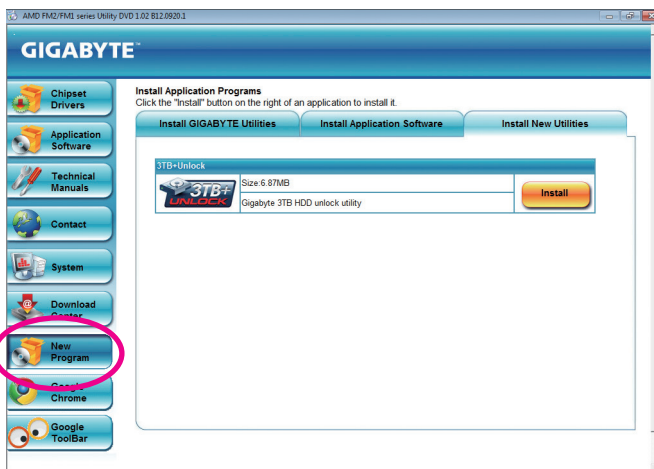 AMD FM2/FM1 series Utility DVD 1.02 B12.0920.1
GIGABYTE™
Chipset
Drivers
Application
Software
Technical
Manuals
Contact
System
Download
Center
New
Program
Google
Chrome
Google
ToolBar
Install Application Programs
Click the "Install" button on the right of an application to install it.
Install GIGABYTE Utilities
Install Application Software
Install New Utilities
3TB+Unlock
3TB+
UNLOCK
Size:6.87MB
Gigabyte 3TB HDD unlock utility
Install